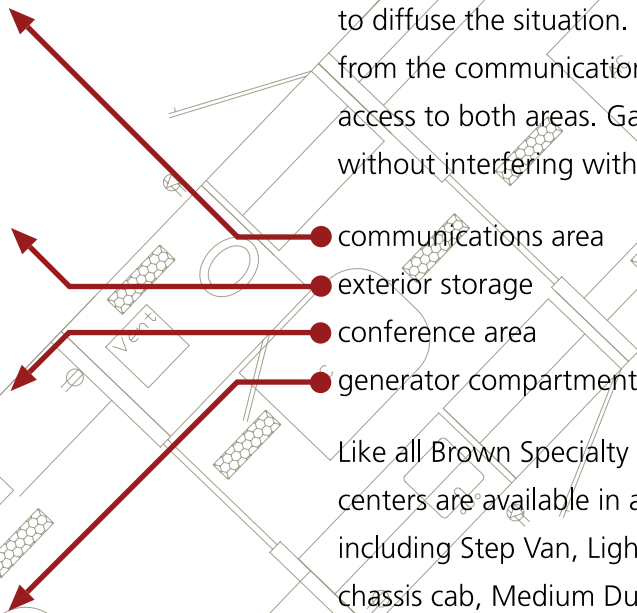 to diffuse the situation.
from the communication
access to both areas. Ga
without interfering with
communications area
exterior storage
Vent
conference area
generator compartment
Like all Brown Specialty
centers are available in a
including Step Van, Ligh
chassis cab, Medium Du